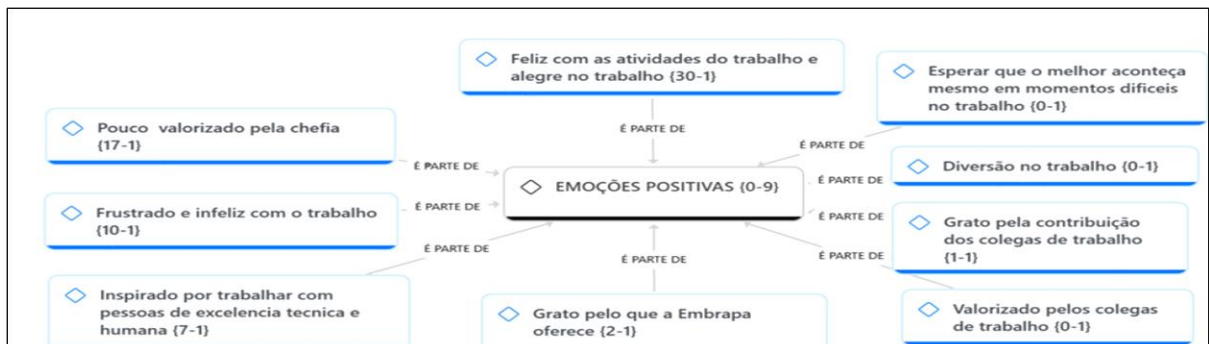 Feliz com as atividades do trabalho e
alegre no trabalho {30-1}
Esperar que o melhor aconteça
mesmo em momentos dificeis
no trabalho {0-1}
Pouco valorizado pela chefia
{17-1}
É PARTE DE
É PARTE DE
É PARTE DE
EMOÇÕES POSITIVAS {0-9}
É PARTE DE
Diversão no trabalho {0-1}
Frustrado e infeliz com o trabalho
{10-1}
É PARTE DE
É PARTE DE
Grato pela contribuição
dos colegas de trabalho
{1-1}
É PARTE DE
É PARTE DE
É PARTE DE
Inspirado por trabalhar com
pessoas de excelencia tecnica e
humana {7-1}
Grato pelo que a Embrapa
oferece {2-1}
Valorizado pelos colegas
de trabalho {0-1}